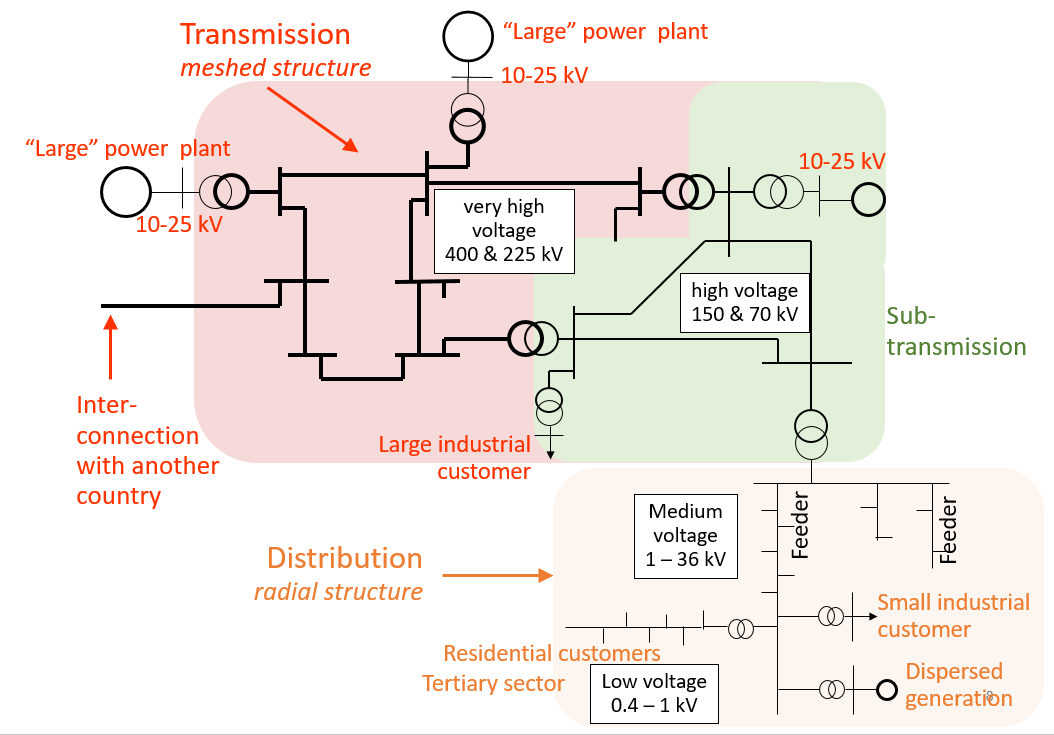 Transmission
meshed structure
“Large” power plant
10-25 kV
“Large” power plant
10-25 kV
10-25 kV
very high
voltage
400 & 225 kV
high voltage
150 & 70 kV
Sub-
transmission
Inter-
connection
with another
country
Large industrial
customer
Distribution
radial structure
Medium
voltage
1 – 36 kV
Feeder
Feeder
Small industrial
customer
Residential customers
Tertiary sector
Low voltage
0.4 – 1 kV
Dispersed
generation